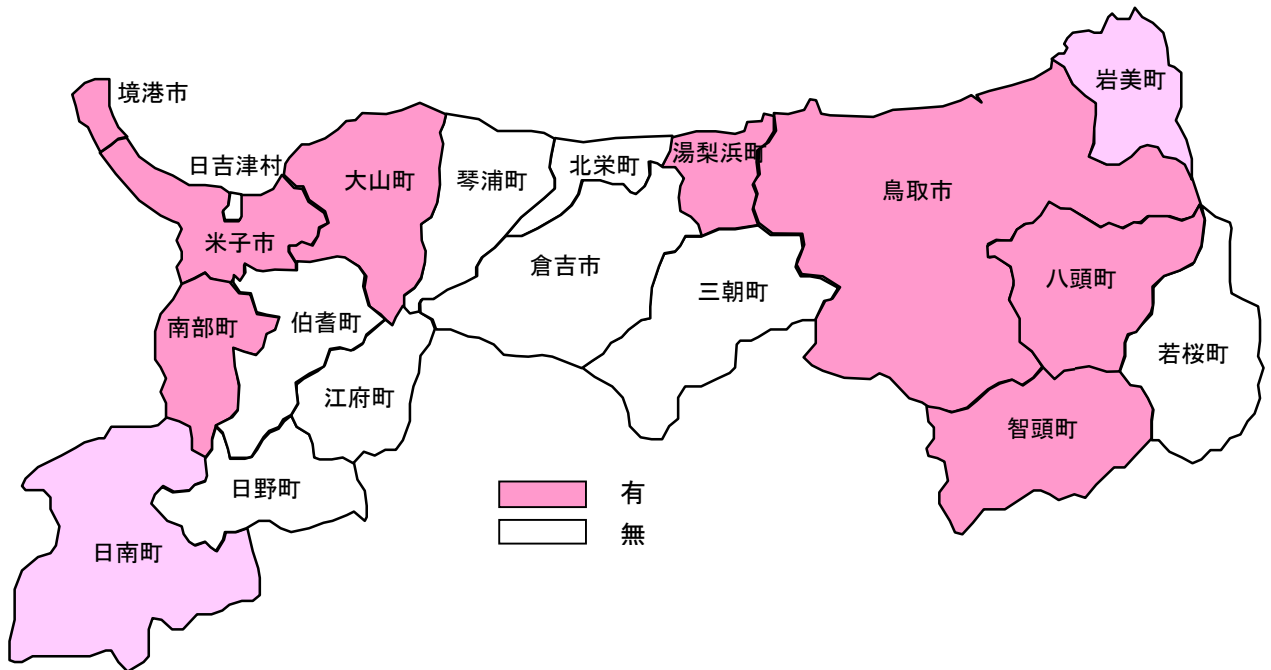 岩美町
境港市
日吉津村
大山町
琴浦町
北栄町
湯梨浜町
鳥取市
米子市
倉吉市
三朝町
八頭町
南部町
伯耆町
若桜町
江府町
智頭町
日野町
有
無
日南町